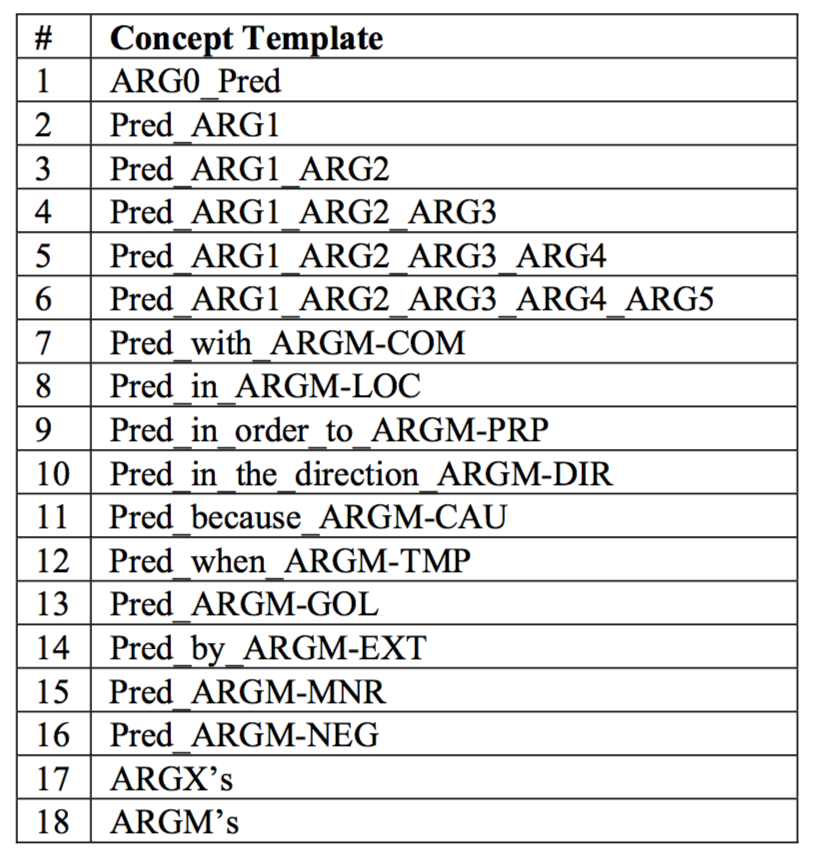 # Concept Template
1 ARG0_Pred
2 Pred_ARG1
3 Pred_ARG1_ARG2
4 Pred_ARG1_ARG2_ARG3
5 Pred_ARG1_ARG2_ARG3_ARG4
6 Pred_ARG1_ARG2_ARG3_ARG4_ARG5
7 Pred_with_ARGM-COM
8 Pred_in_ARGM-LOC
9 Pred_in_order_to_ARGM-PRP
10 Pred_in_the_direction_ARGM-DIR
11 Pred_because_ARGM-CAU
12 Pred_when_ARGM-TMP
13 Pred_ARGM-GOL
14 Pred_by_ARGM-EXT
15 Pred_ARGM-MNR
16 Pred_ARGM-NEG
17 ARGX’s
18 ARGM’s